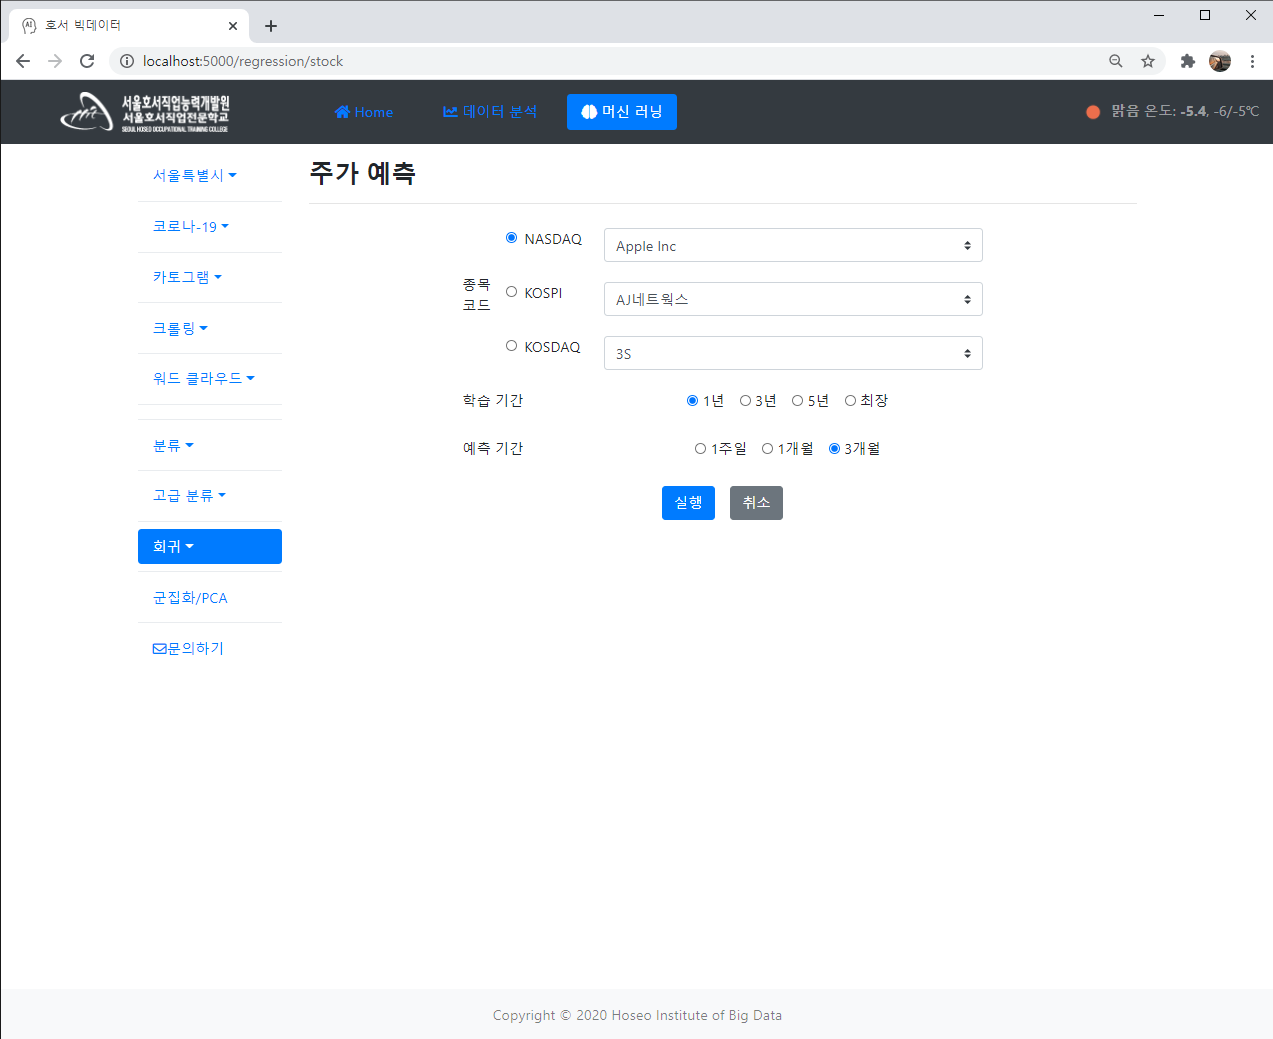 호서 빅데이터
localhost:5000/regression/stock
서울호서직업능력개발원
서울호서직업전문학교
SEOUL HOSEO OCCUPATIONAL TRAINING COLLEGE
Home
데이터 분석
머신 러닝
맑음 온도: -5.4, -6/-5℃
서울특별시
코로나-19
카토그램
크롤링
워드 클라우드
분류
고급 분류
회귀
군집화/PCA
문의하기
주가 예측
종목
코드
NASDAQ
Apple Inc
KOSPI
AJ네트웍스
KOSDAQ
3S
학습 기간
1년 3년 5년 최장
예측 기간
1주일 1개월 3개월
실행 취소
Copyright © 2020 Hoseo Institute of Big Data